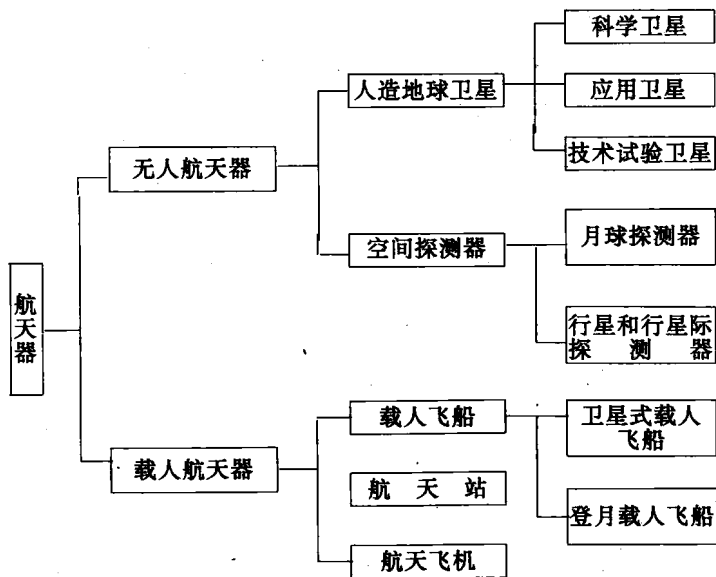 科学卫星
人造地球卫星
应用卫星
技术试验卫星
无人航天器
空间探测器
月球探测器
行星和行星际
探测器
航
天
器
载人飞船
卫星式载人
飞船
载人航天器
航天站
登月载人飞船
航天飞机